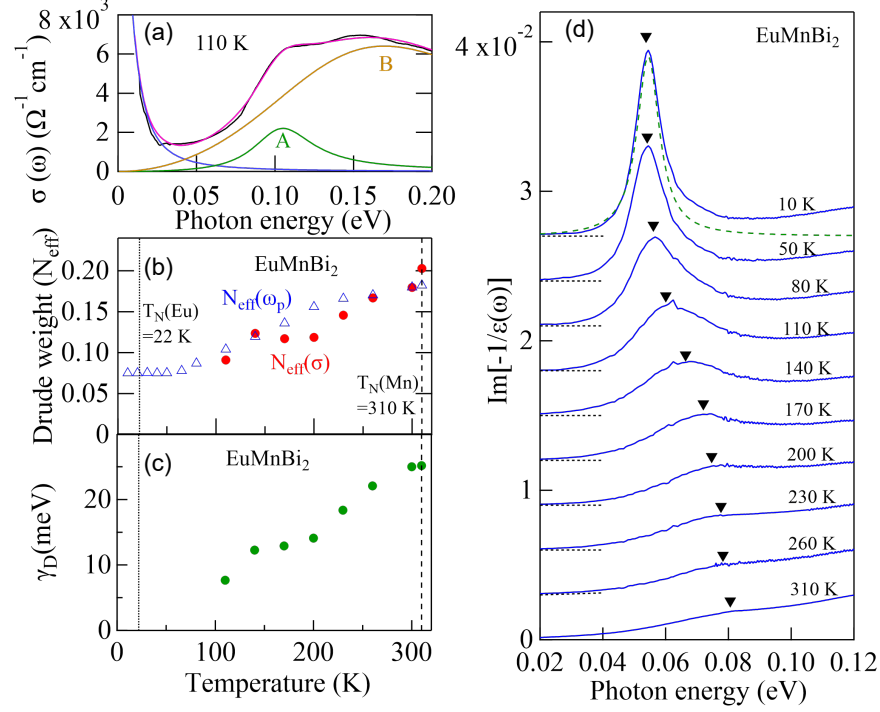 8 x10³
(a)
110 K
6
4
2
0
B
A
σ (ω) (Ω⁻¹ cm⁻¹)
0
0.05
0.10
0.15
0.20
Photon energy (eV)
(b)
EuMnBi₂
0.20
0.15
0.10
0.05
0.00
Drude weight (N_eff)
T_N(Eu)
=22 K
N_eff(ω_p)
N_eff(σ)
T_N(Mn)
=310 K
(c)
EuMnBi₂
20
10
0
γ_D(meV)
0
100
200
300
Temperature (K)
(d)
EuMnBi₂
4 x10⁻²
3
2
1
0
Im[-1/ε(ω)]
10 K
50 K
80 K
110 K
140 K
170 K
200 K
230 K
260 K
310 K
0.02
0.04
0.06
0.08
0.10
0.12
Photon energy (eV)